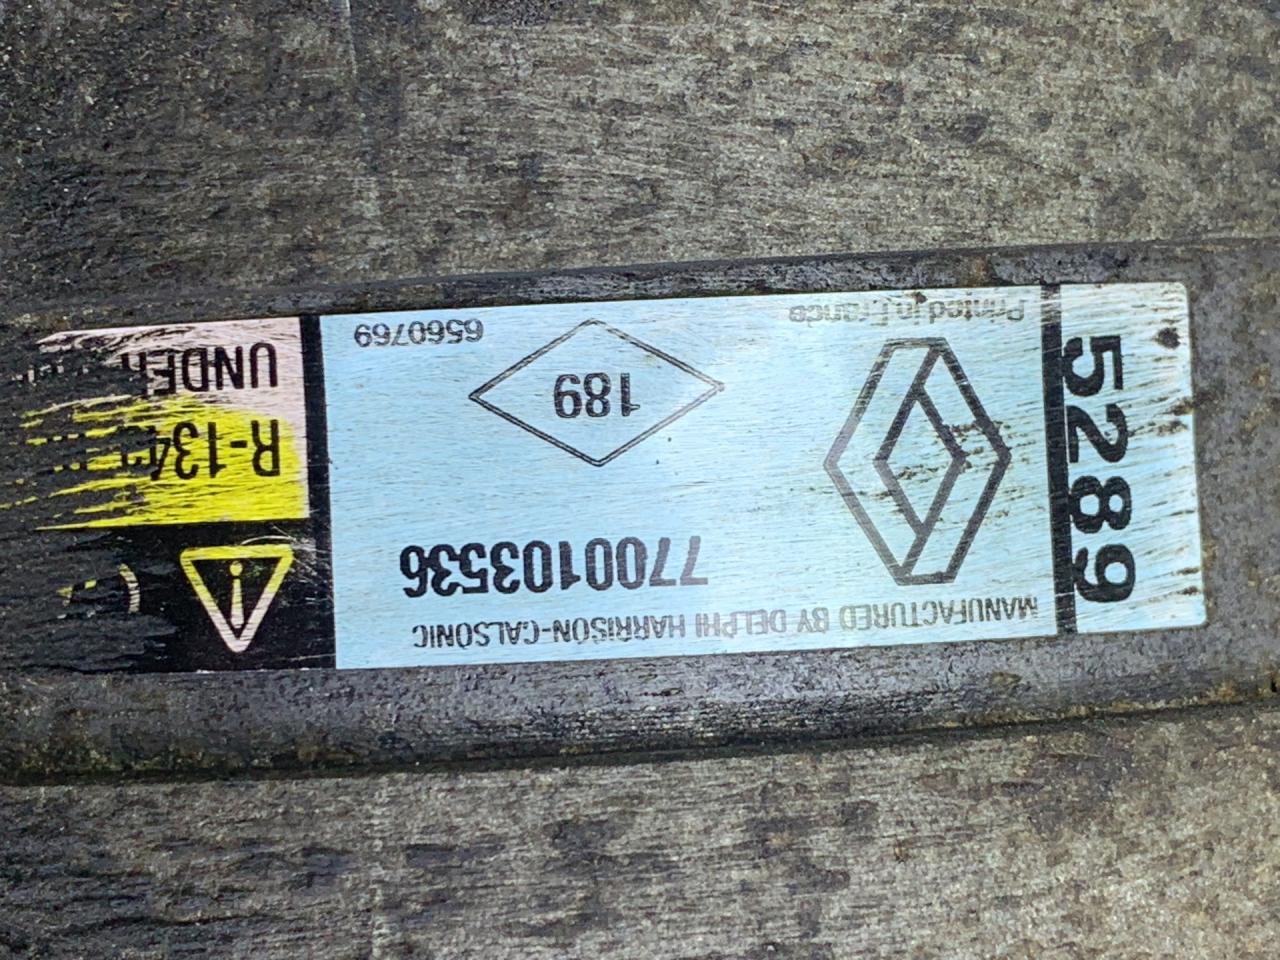 5289
MANUFACTURED BY DELPHI HARRISON-CALSONIC
7700103536
189
Printed in France
6560769
R-134
UNDER